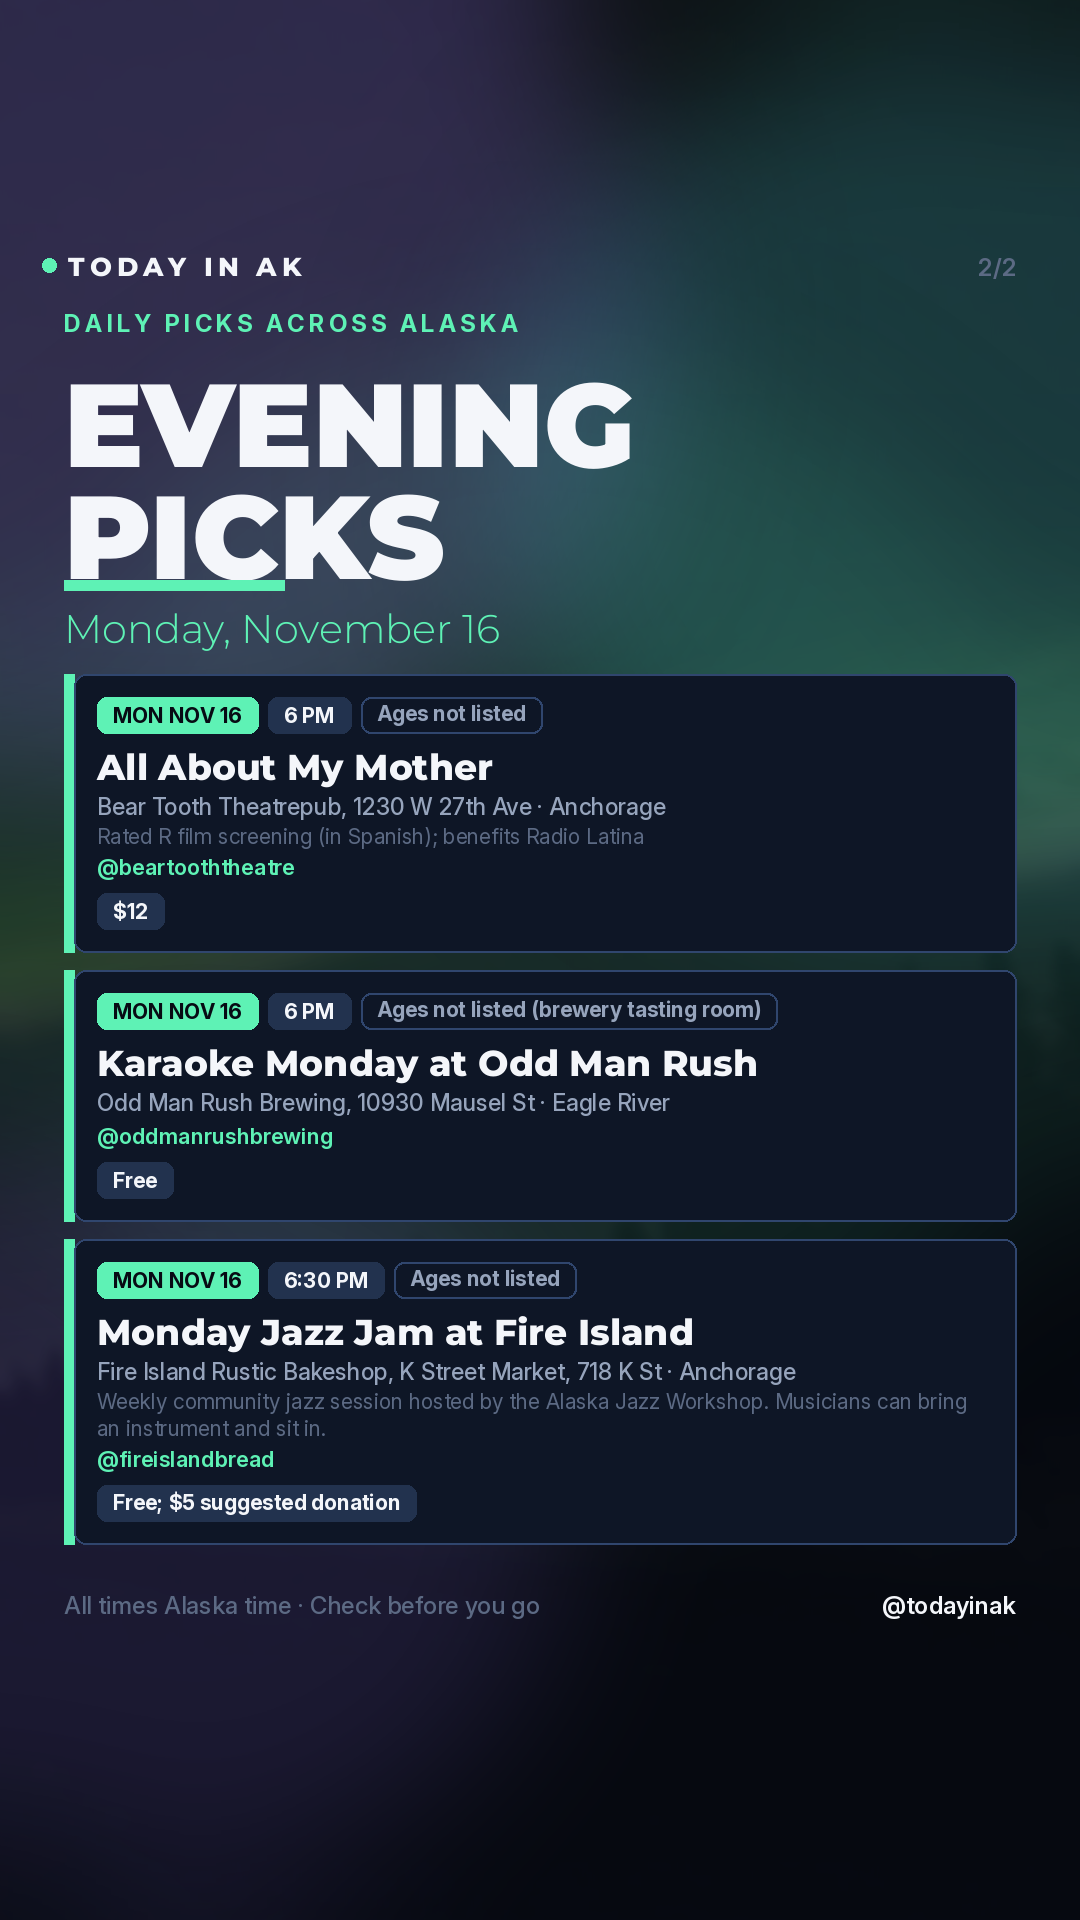 TODAY IN AK
2/2
DAILY PICKS ACROSS ALASKA
EVENING
PICKS
Monday, November 16
MON NOV 16 6 PM Ages not listed
All About My Mother
Bear Tooth Theatrepub, 1230 W 27th Ave · Anchorage
Rated R film screening (in Spanish); benefits Radio Latina
@beartooththeatre
$12
MON NOV 16 6 PM Ages not listed (brewery tasting room)
Karaoke Monday at Odd Man Rush
Odd Man Rush Brewing, 10930 Mausel St · Eagle River
@oddmanrushbrewing
Free
MON NOV 16 6:30 PM Ages not listed
Monday Jazz Jam at Fire Island
Fire Island Rustic Bakeshop, K Street Market, 718 K St · Anchorage
Weekly community jazz session hosted by the Alaska Jazz Workshop. Musicians can bring
an instrument and sit in.
@fireislandbread
Free; $5 suggested donation
All times Alaska time · Check before you go
@todayinak